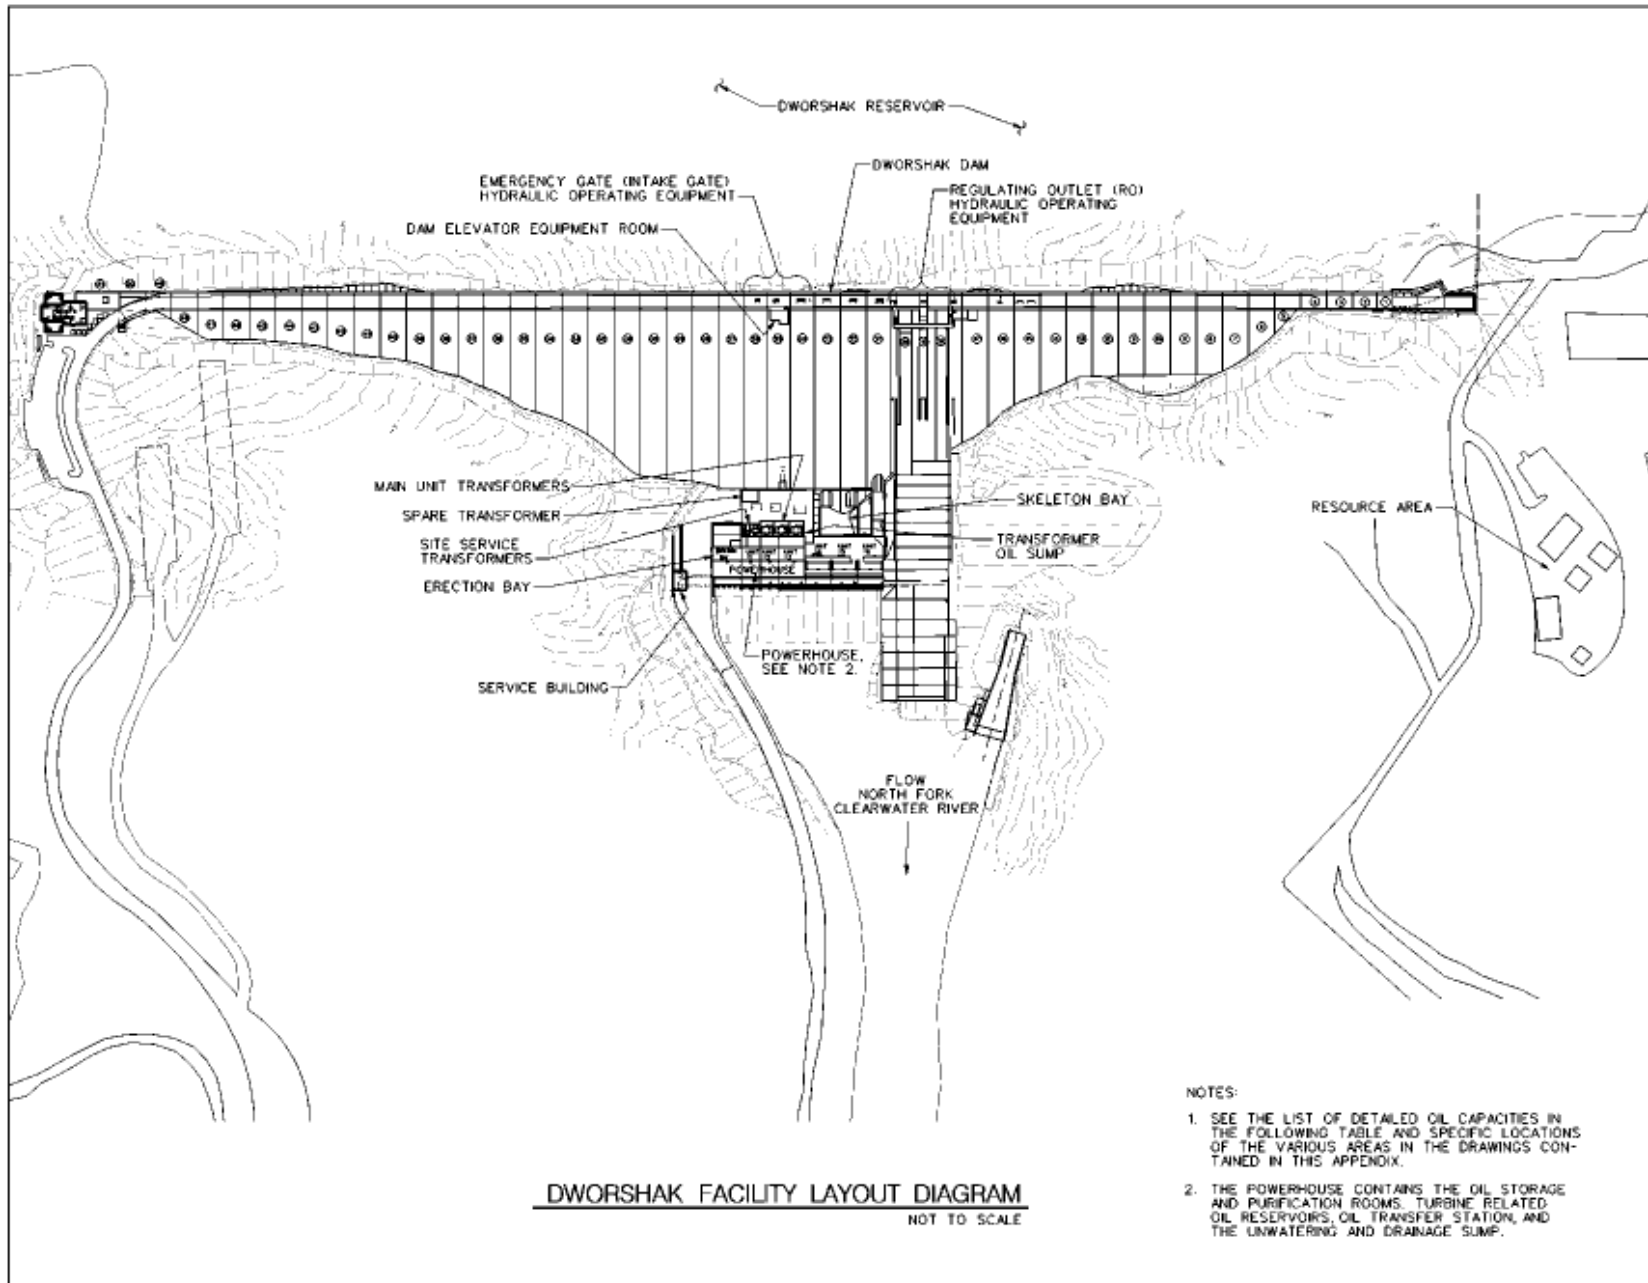 DWORSHAK RESERVOIR
DWORSHAK DAM
EMERGENCY GATE (INTAKE GATE)
HYDRAULIC OPERATING EQUIPMENT
REGULATING OUTLET (RO)
HYDRAULIC OPERATING
EQUIPMENT
DAM ELEVATOR EQUIPMENT ROOM
MAIN UNIT TRANSFORMERS
SKELETON BAY
SPARE TRANSFORMER
RESOURCE AREA
SITE SERVICE
TRANSFORMERS
TRANSFORMER
OIL SUMP
ERECTION BAY
POWERHOUSE
POWERHOUSE,
SEE NOTE 2.
SERVICE BUILDING
FLOW
NORTH FORK
CLEARWATER RIVER
NOTES:
1. SEE THE LIST OF DETAILED OIL CAPACITIES IN
THE FOLLOWING TABLE AND SPECIFIC LOCATIONS
OF THE VARIOUS AREAS IN THE DRAWINGS CON-
TAINED IN THIS APPENDIX.
2. THE POWERHOUSE CONTAINS THE OIL STORAGE
AND PURIFICATION ROOMS, TURBINE RELATED
OIL RESERVOIRS, OIL TRANSFER STATION, AND
THE UNWATERING AND DRAINAGE SUMP.
DWORSHAK FACILITY LAYOUT DIAGRAM
NOT TO SCALE